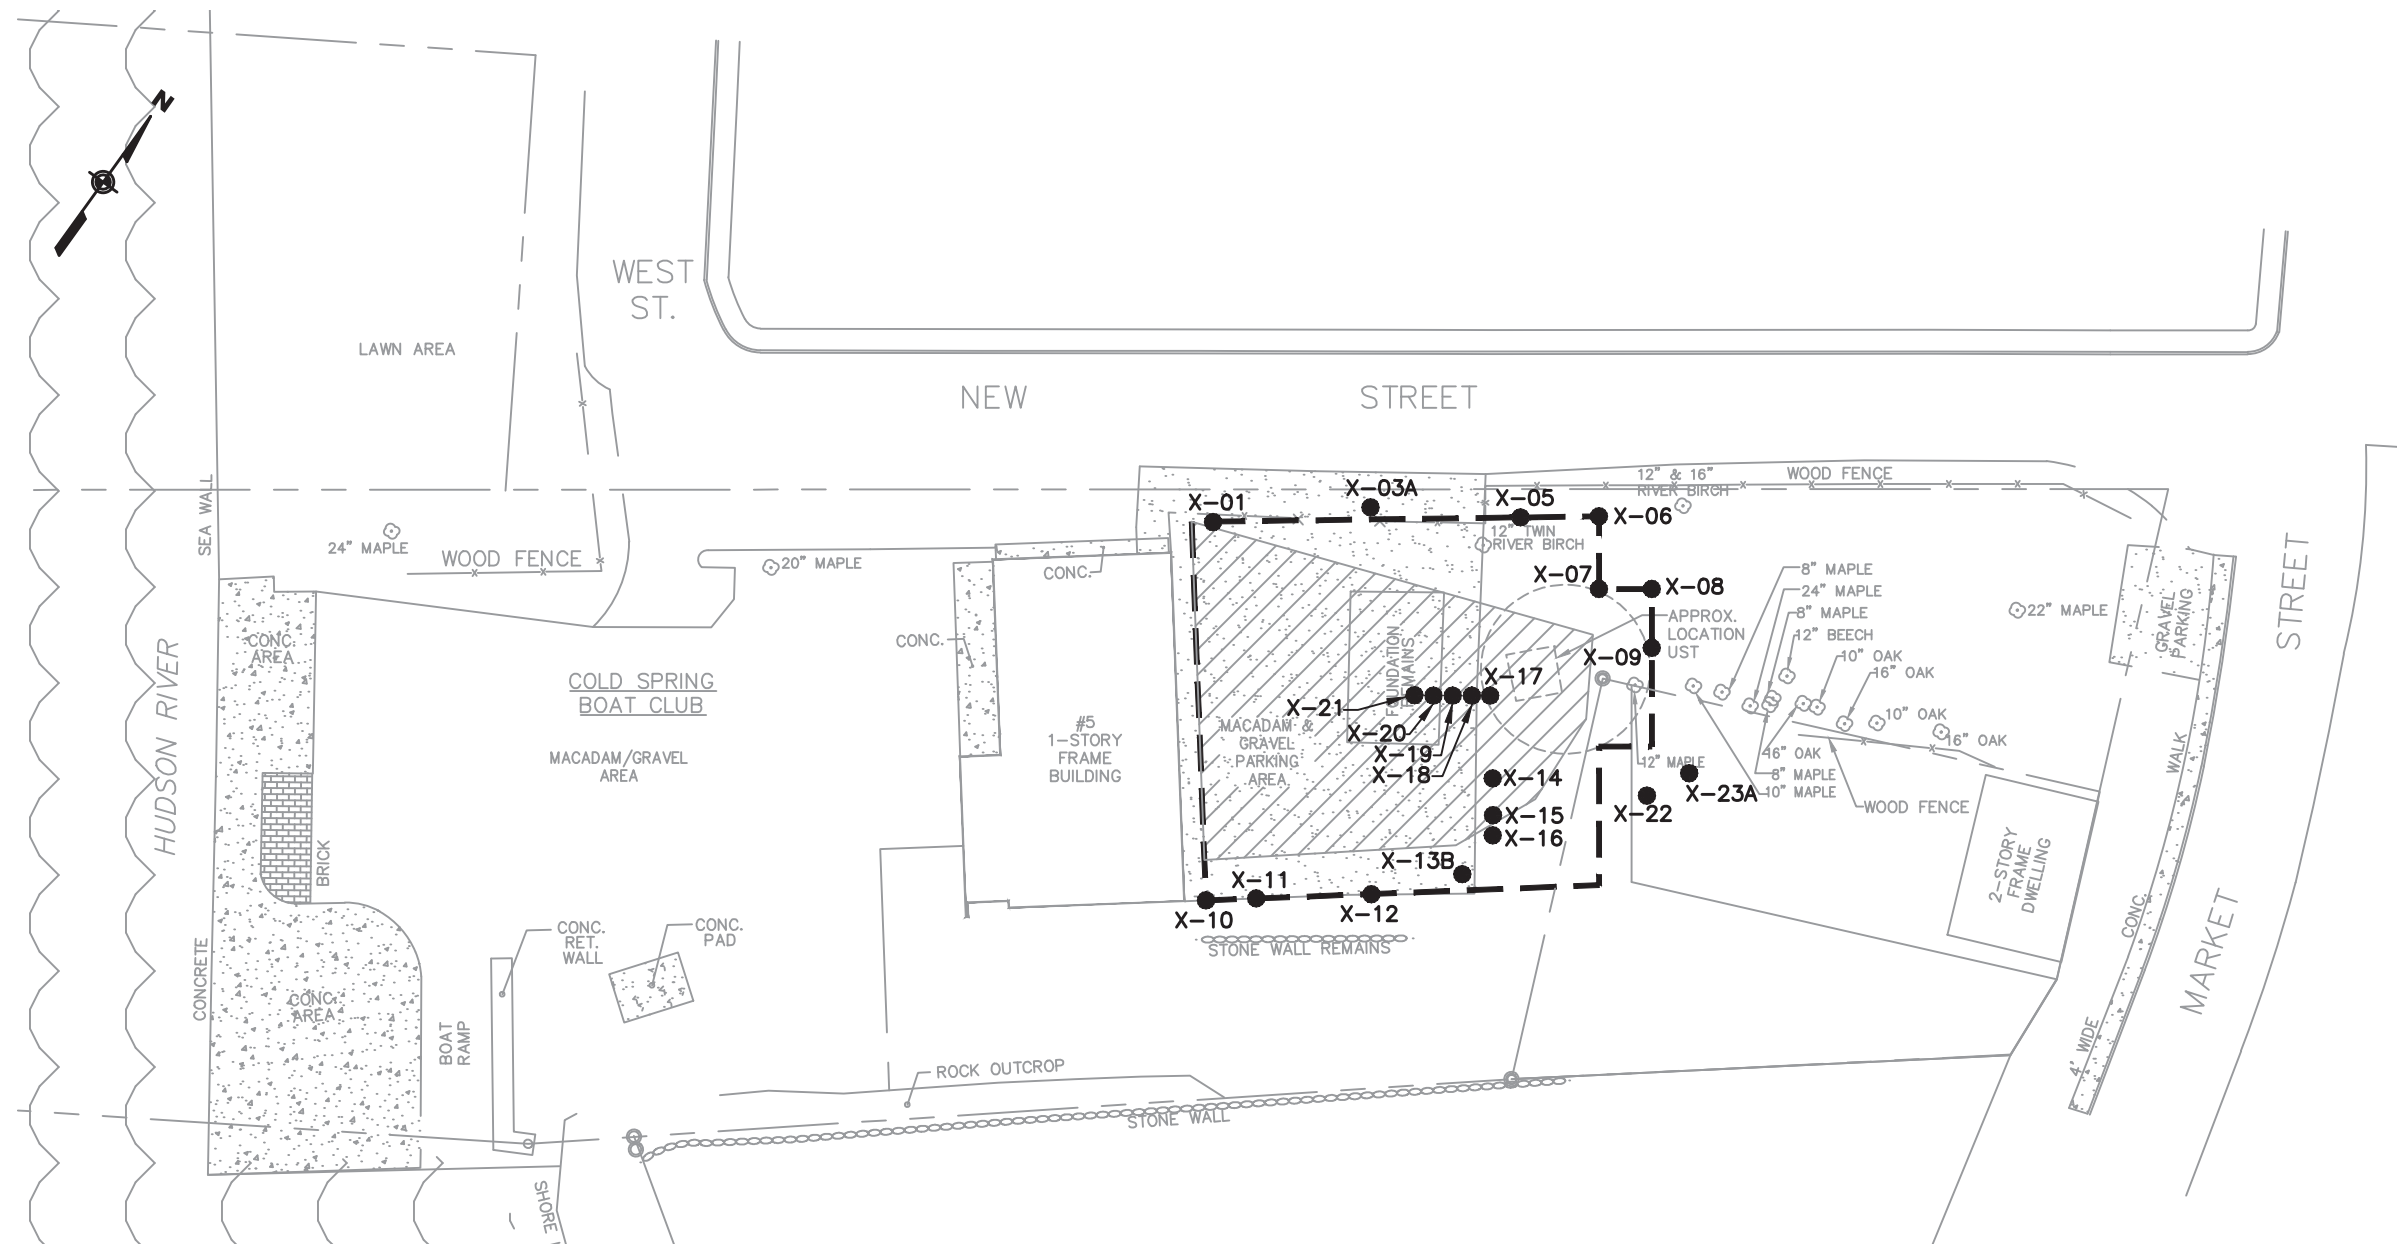 N
WEST
ST.
LAWN AREA
NEW STREET
SEA WALL
24" MAPLE
WOOD FENCE
20" MAPLE
CONC.
CONC.
CONC.
AREA
HUDSON RIVER
COLD SPRING
BOAT CLUB
MACADAM/GRAVEL
AREA
#5
1-STORY
FRAME
BUILDING
BRICK
CONCRETE
CONC.
AREA
BOAT
RAMP
CONC.
RET.
WALL
CONC.
PAD
ROCK OUTCROP
STONE WALL
SHORE
X-01
X-03A
X-05
X-06
12" & 16"
RIVER BIRCH
WOOD FENCE
12" TWIN
RIVER BIRCH
X-07
X-08
APPROX.
LOCATION
UST
X-09
FOUNDATION
REMAINS
X-17
X-21
X-20
X-19
X-18
MACADAM &
GRAVEL
PARKING
AREA
X-14
X-15
X-16
X-13B
X-11
X-10
X-12
STONE WALL REMAINS
8" MAPLE
24" MAPLE
8" MAPLE
12" BEECH
10" OAK
16" OAK
10" OAK
16" OAK
22" MAPLE
12" MAPLE
16" OAK
8" MAPLE
10" MAPLE
X-22
X-23A
WOOD FENCE
2-STORY
FRAME
DWELLING
GRAVEL
PARKING
4' WIDE CONC. WALK
MARKET STREET